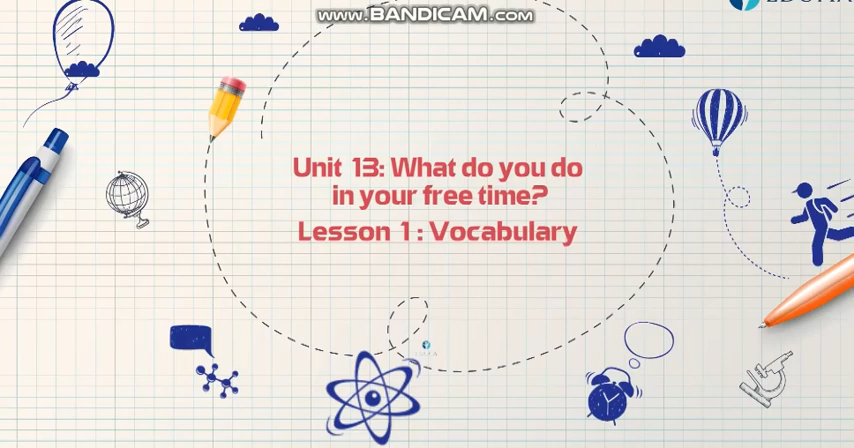 www.BANDICAM.com
Unit 13: What do you do
in your free time?
Lesson 1: Vocabulary